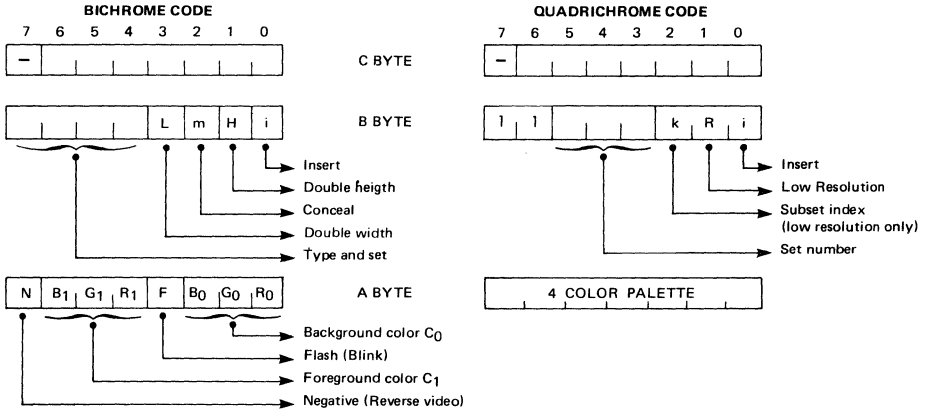 BICHROME CODE
7 6 5 4 3 2 1 0
–
C BYTE
L m H i
B BYTE
Insert
Double heigth
Conceal
Double width
Type and set
N B1 G1 R1 F B0 G0 R0
A BYTE
Background color C0
Flash (Blink)
Foreground color C1
Negative (Reverse video)
QUADRICHROME CODE
7 6 5 4 3 2 1 0
–
1 1 k R i
Insert
Low Resolution
Subset index
(low resolution only)
Set number
4 COLOR PALETTE